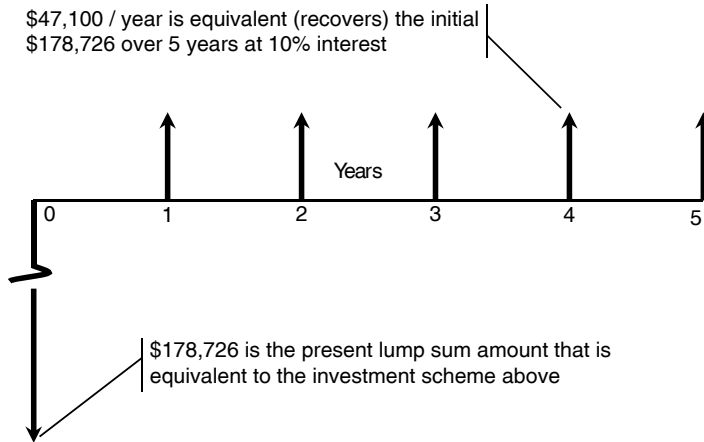 $47,100 / year is equivalent (recovers) the initial
$178,726 over 5 years at 10% interest
Years
0
1
2
3
4
5
$178,726 is the present lump sum amount that is
equivalent to the investment scheme above